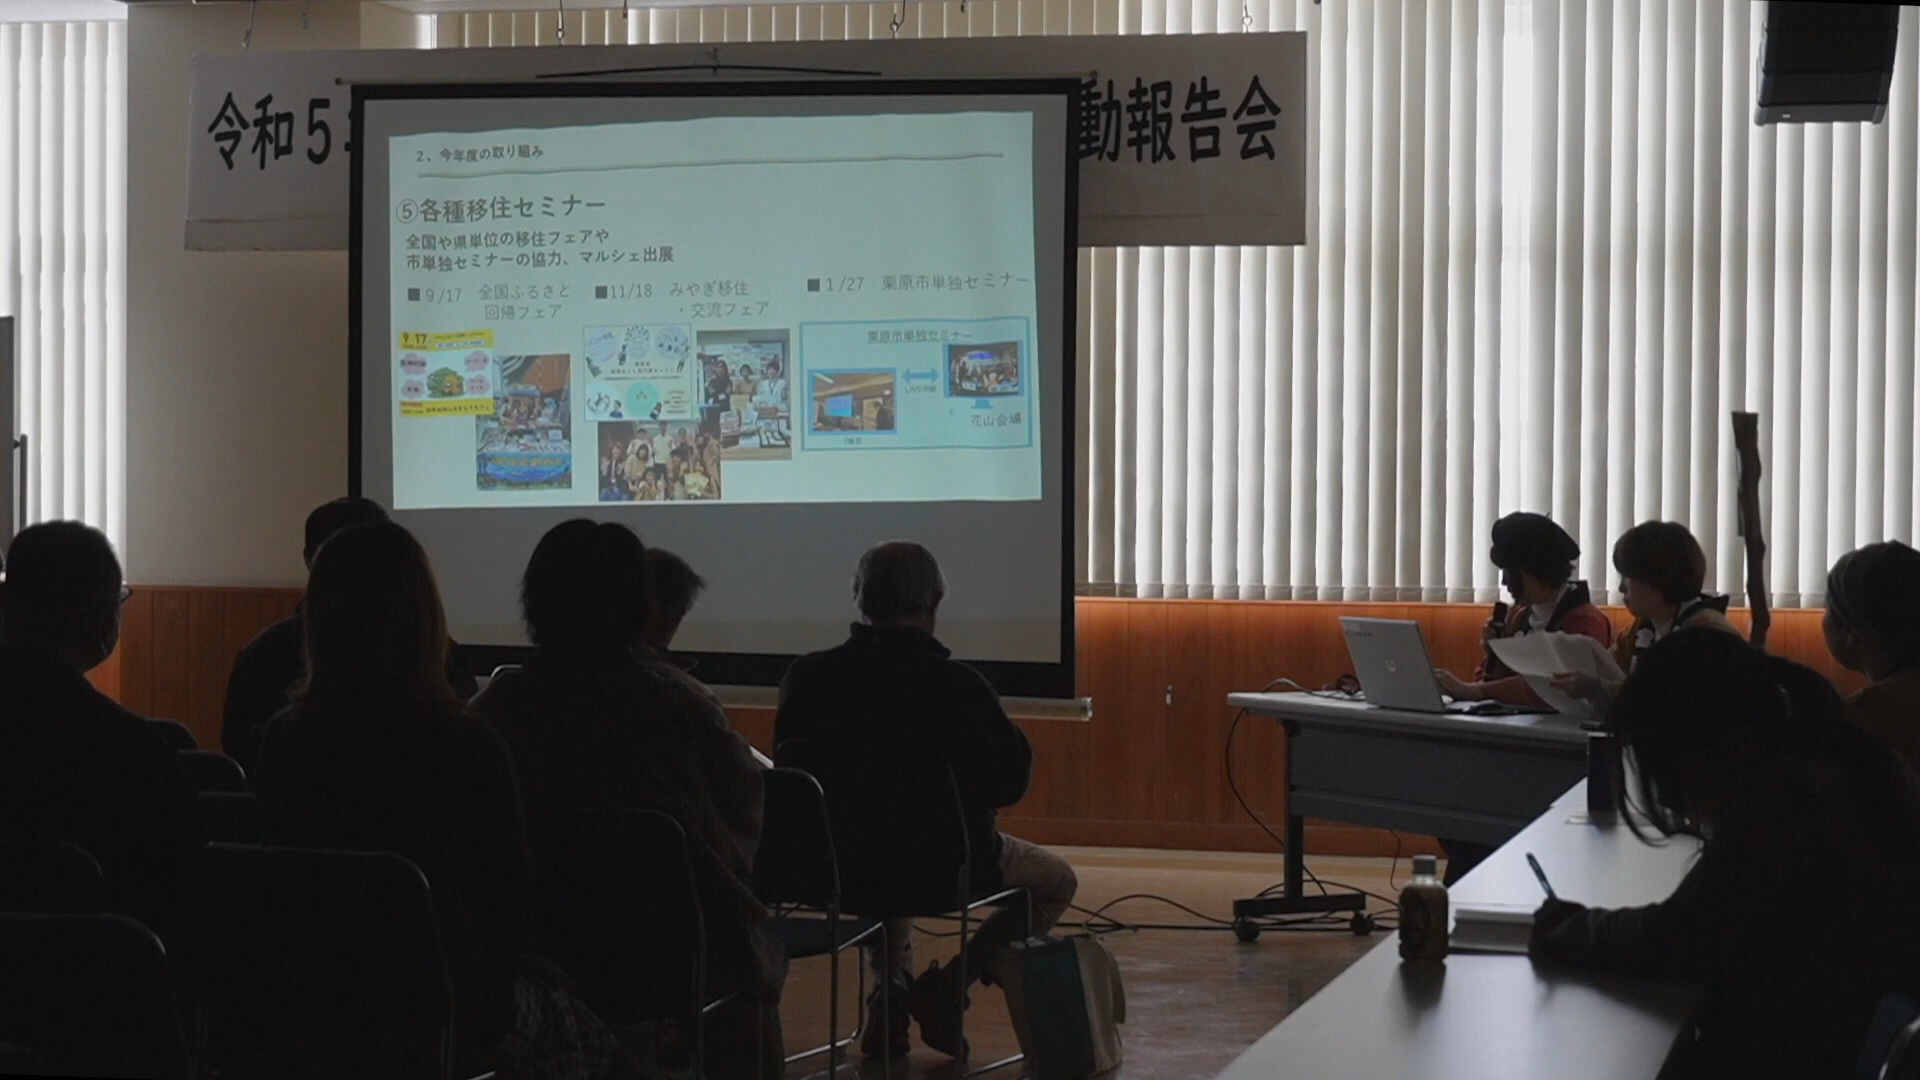 令和5
動報告会
2、今年度の取り組み
⑤各種移住セミナー
全国や県単位の移住フェアや
市単独セミナーの協力、マルシェ出展
■9/17 全国ふるさと
回帰フェア
■11/18 みやぎ移住
・交流フェア
■1/27 栗原市単独セミナー
9.17
栗原市単独セミナー
花山会場